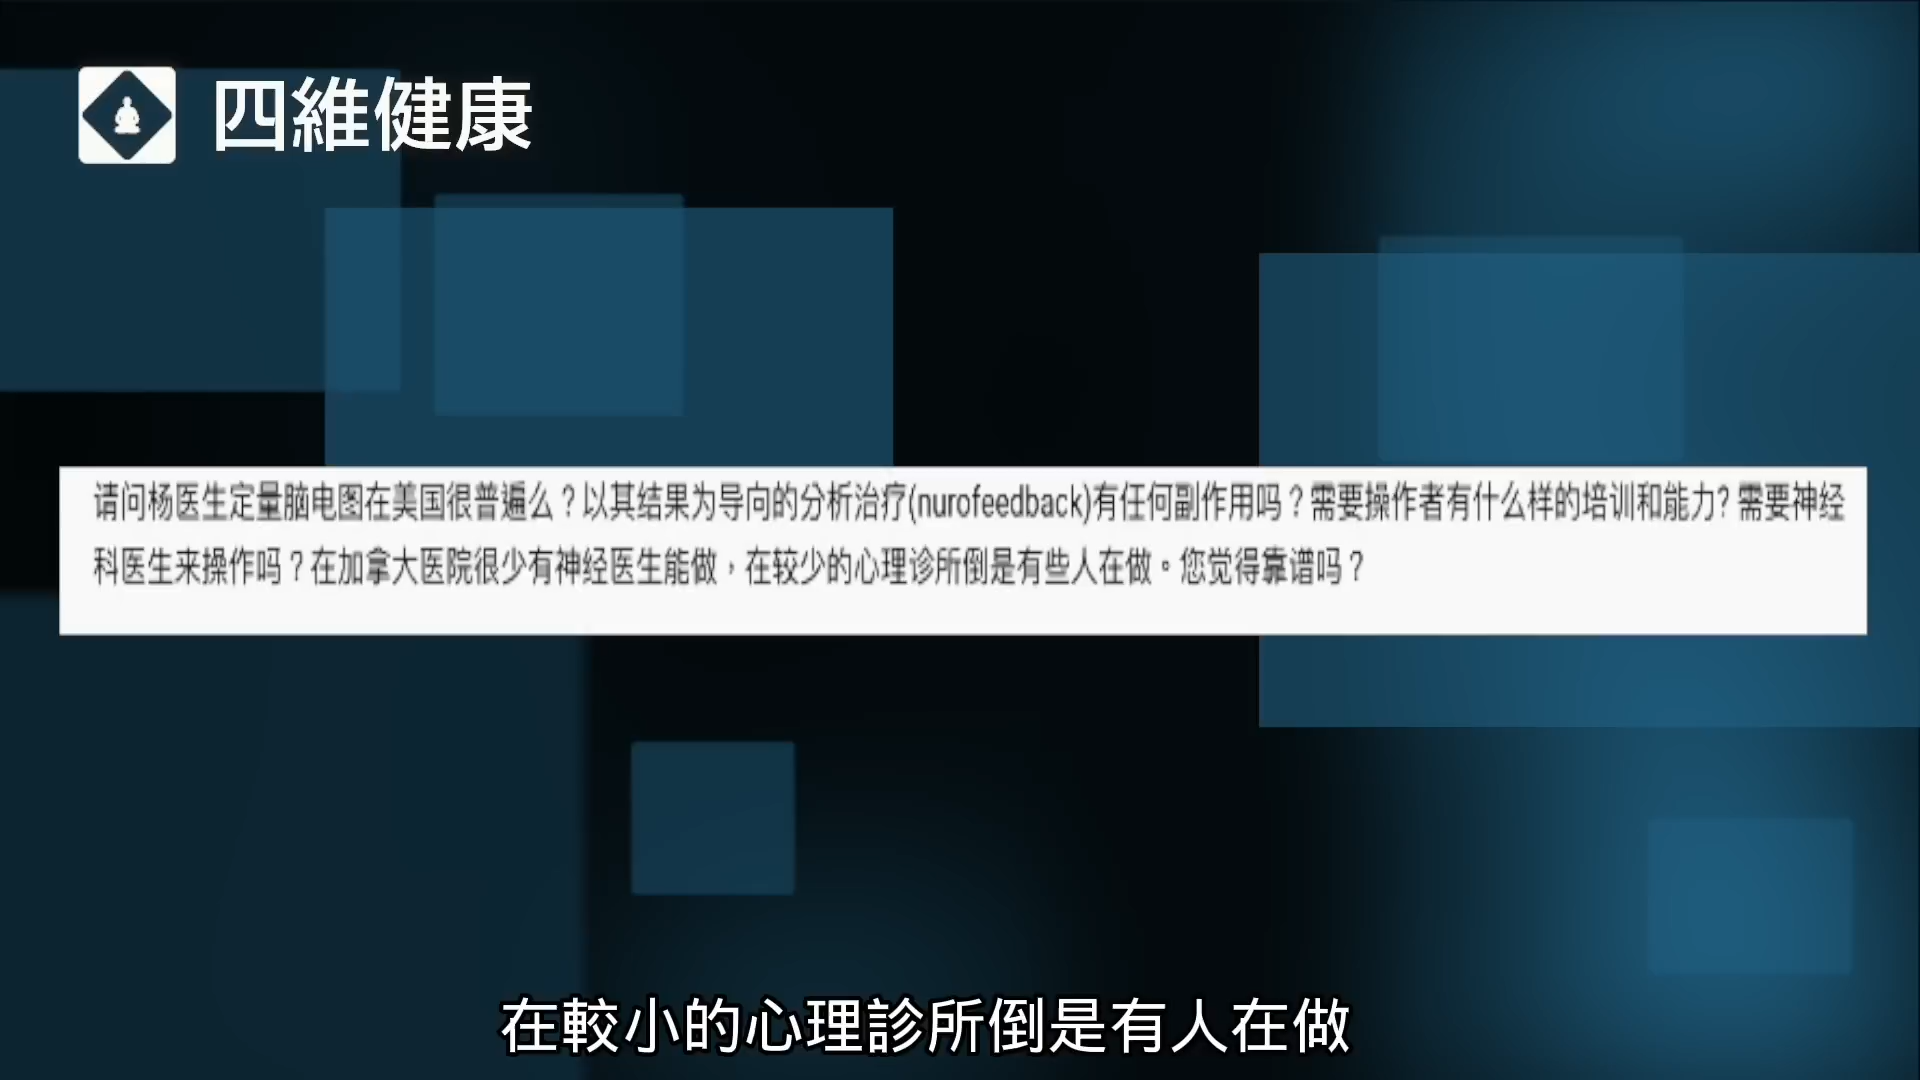 四維健康
请问杨医生定量脑电图在美国很普遍么？以其结果为导向的分析治疗(nurofeedback)有任何副作用吗？需要操作者有什么样的培训和能力？需要神经
科医生来操作吗？在加拿大医院很少有神经医生能做，在较少的心理诊所倒是有些人在做。您觉得靠谱吗？
在較小的心理診所倒是有人在做